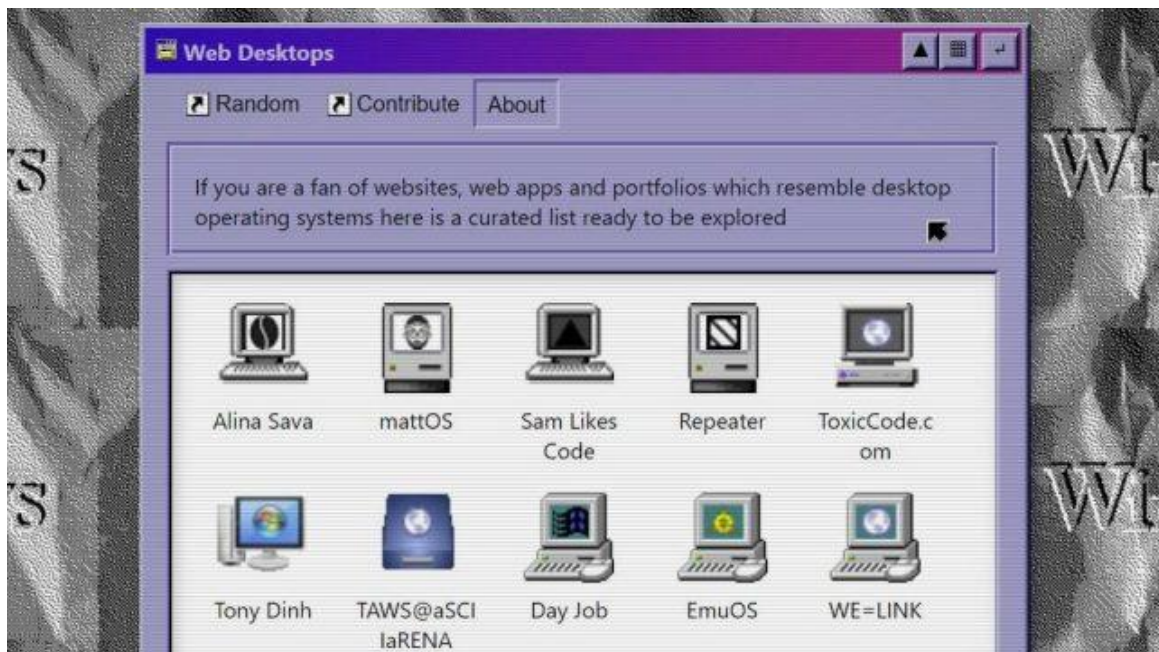 Web Desktops
Random Contribute About
If you are a fan of websites, web apps and portfolios which resemble desktop
operating systems here is a curated list ready to be explored
Alina Sava
mattOS
Sam Likes
Code
Repeater
ToxicCode.c
om
Tony Dinh
TAWS@aSCI
IaRENA
Day Job
EmuOS
WE=LINK